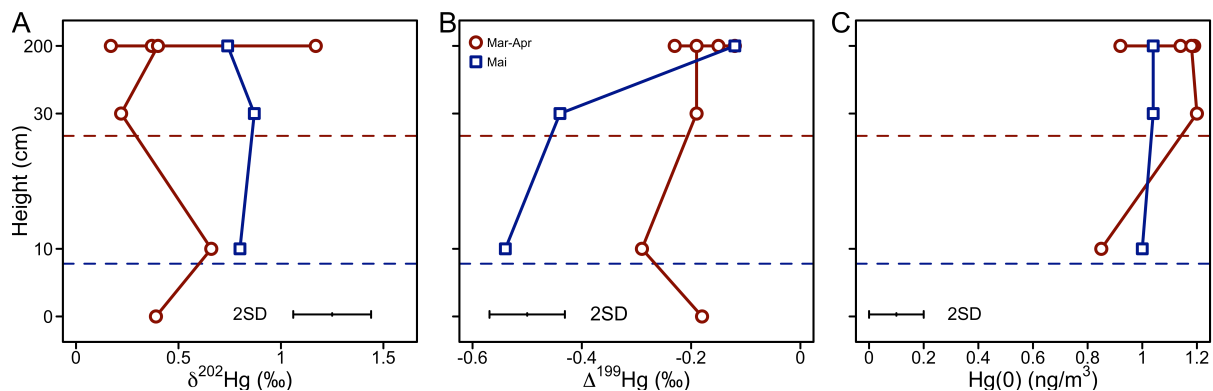 A
B
C
Height (cm)
200
30
10
0
Mar-Apr
Mai
2SD
2SD
2SD
0
0.5
1
1.5
-0.6
-0.4
-0.2
0
0
0.2
0.4
0.6
0.8
1
1.2
δ²⁰²Hg (‰)
Δ¹⁹⁹Hg (‰)
Hg(0) (ng/m³)